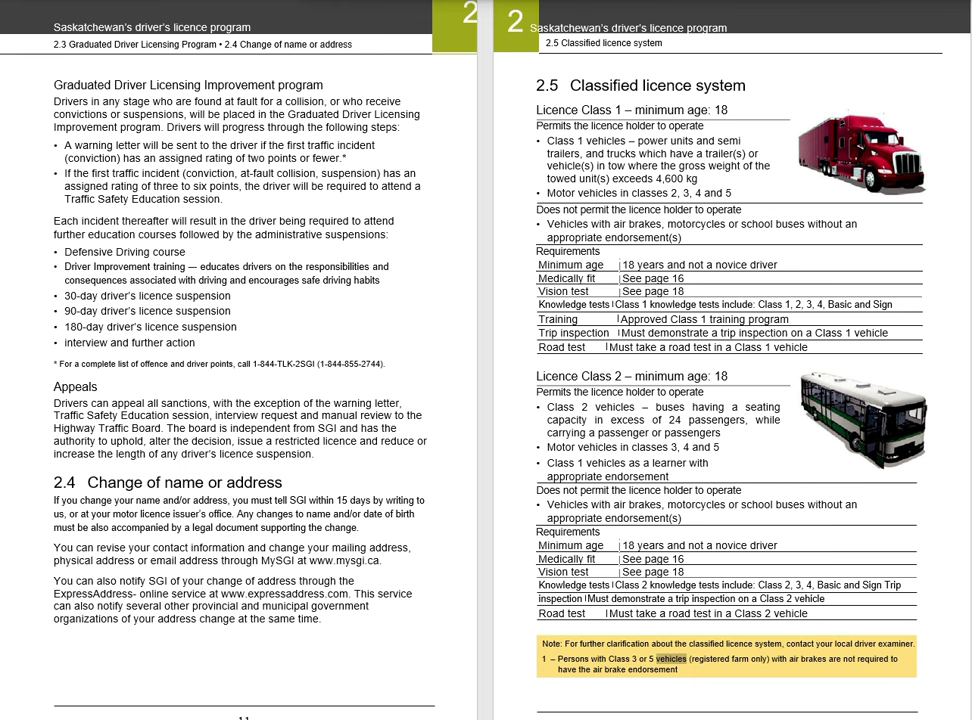 2
Saskatchewan's driver's licence program
2.3 Graduated Driver Licensing Program • 2.4 Change of name or address
Graduated Driver Licensing Improvement program
Drivers in any stage who are found at fault for a collision, or who receive
convictions or suspensions, will be placed in the Graduated Driver Licensing
Improvement program. Drivers will progress through the following steps:
• A warning letter will be sent to the driver if the first traffic incident
(conviction) has an assigned rating of two points or fewer.*
• If the first traffic incident (conviction, at-fault collision, suspension) has an
assigned rating of three to six points, the driver will be required to attend a
Traffic Safety Education session.
Each incident thereafter will result in the driver being required to attend
further education courses followed by the administrative suspensions:
• Defensive Driving course
• Driver Improvement training –- educates drivers on the responsibilities and
consequences associated with driving and encourages safe driving habits
• 30-day driver's licence suspension
• 90-day driver's licence suspension
• 180-day driver's licence suspension
• interview and further action
* For a complete list of offence and driver points, call 1-844-TLK-2SGI (1-844-855-2744).
Appeals
Drivers can appeal all sanctions, with the exception of the warning letter,
Traffic Safety Education session, interview request and manual review to the
Highway Traffic Board. The board is independent from SGI and has the
authority to uphold, alter the decision, issue a restricted licence and reduce or
increase the length of any driver's licence suspension.
2.4 Change of name or address
If you change your name and/or address, you must tell SGI within 15 days by writing to
us, or at your motor licence issuer's office. Any changes to name and/or date of birth
must be also accompanied by a legal document supporting the change.
You can revise your contact information and change your mailing address,
physical address or email address through MySGI at www.mysgi.ca.
You can also notify SGI of your change of address through the
ExpressAddress- online service at www.expressaddress.com. This service
can also notify several other provincial and municipal government
organizations of your address change at the same time.
11
2
Saskatchewan's driver's licence program
2.5 Classified licence system
2.5 Classified licence system
Licence Class 1 – minimum age: 18
Permits the licence holder to operate
• Class 1 vehicles – power units and semi
trailers, and trucks which have a trailer(s) or
vehicle(s) in tow where the gross weight of the
towed unit(s) exceeds 4,600 kg
• Motor vehicles in classes 2, 3, 4 and 5
Does not permit the licence holder to operate
• Vehicles with air brakes, motorcycles or school buses without an
appropriate endorsement(s)
Requirements
Minimum age 18 years and not a novice driver
Medically fit See page 16
Vision test See page 18
Knowledge tests Class 1 knowledge tests include: Class 1, 2, 3, 4, Basic and Sign
Training Approved Class 1 training program
Trip inspection Must demonstrate a trip inspection on a Class 1 vehicle
Road test Must take a road test in a Class 1 vehicle
Licence Class 2 – minimum age: 18
Permits the licence holder to operate
• Class 2 vehicles – buses having a seating
capacity in excess of 24 passengers, while
carrying a passenger or passengers
• Motor vehicles in classes 3, 4 and 5
• Class 1 vehicles as a learner with
appropriate endorsement
Does not permit the licence holder to operate
• Vehicles with air brakes, motorcycles or school buses without an
appropriate endorsement(s)
Requirements
Minimum age 18 years and not a novice driver
Medically fit See page 16
Vision test See page 18
Knowledge tests Class 2 knowledge tests include: Class 2, 3, 4, Basic and Sign Trip
inspection Must demonstrate a trip inspection on a Class 2 vehicle
Road test Must take a road test in a Class 2 vehicle
Note: For further clarification about the classified licence system, contact your local driver examiner.
1 – Persons with Class 3 or 5 vehicles (registered farm only) with air brakes are not required to
have the air brake endorsement